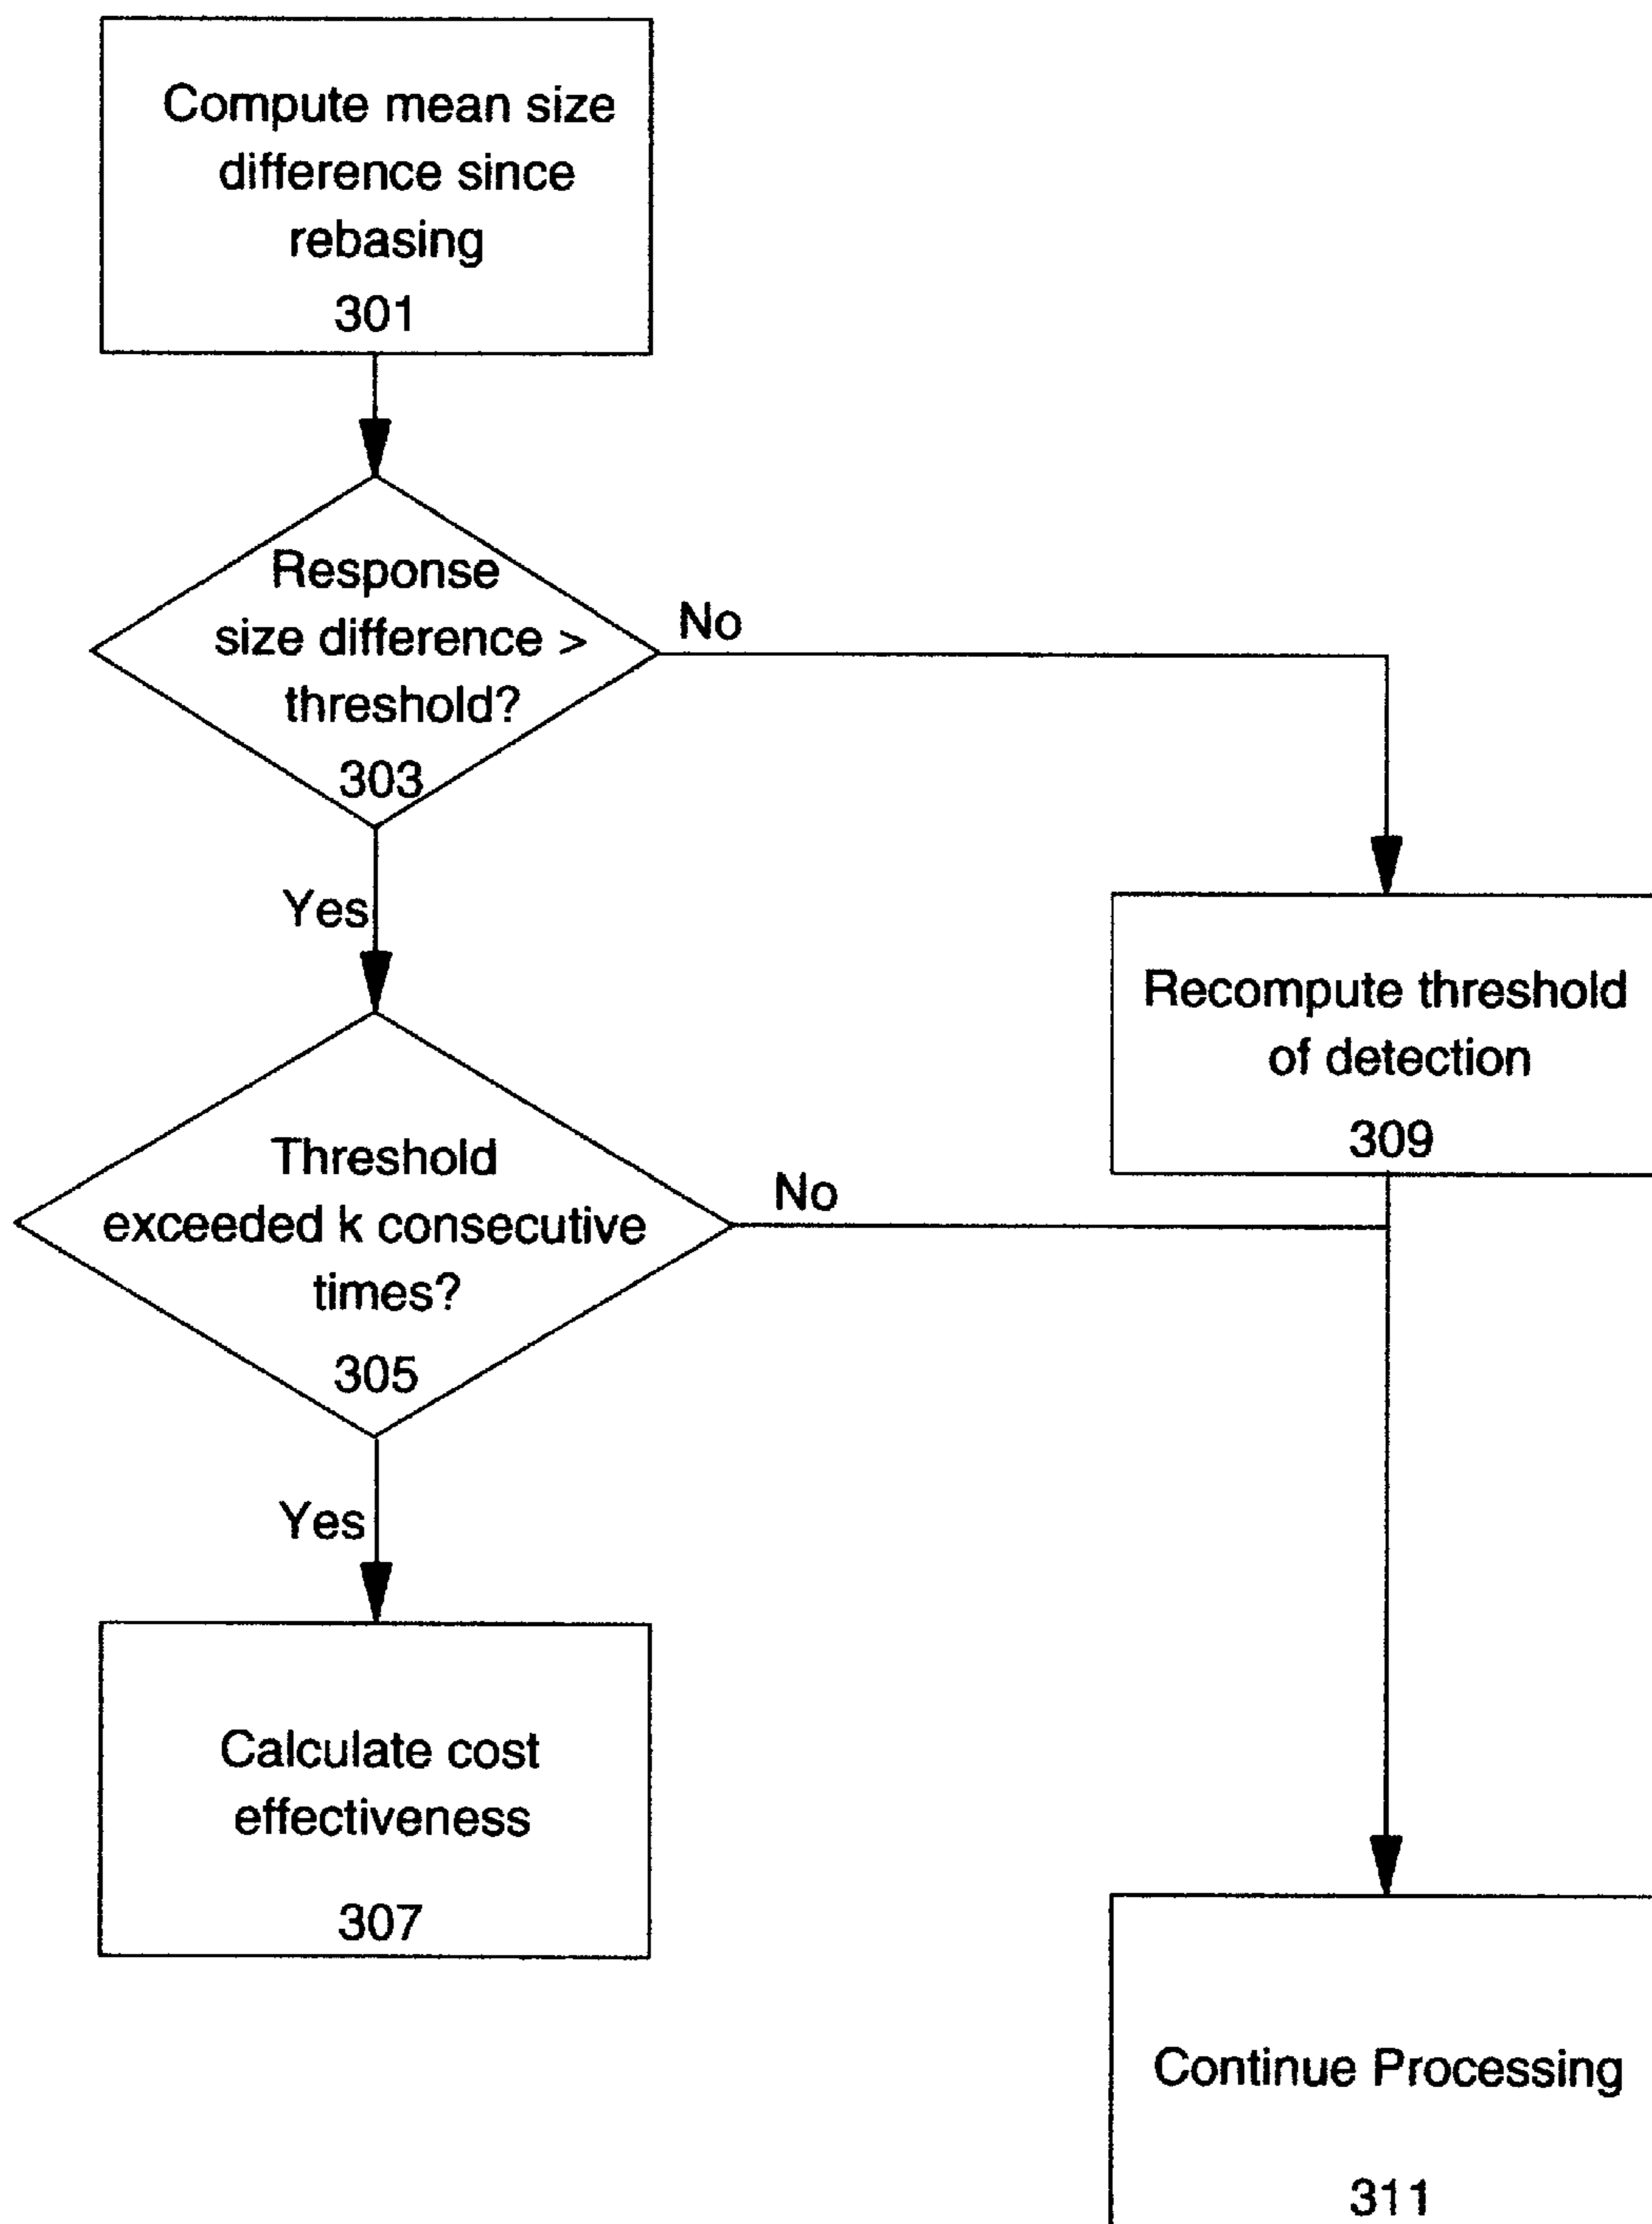 Compute mean size
difference since
rebasing
301
Response
size difference >
threshold?
303
No
Yes
Recompute threshold
of detection
309
Threshold
exceeded k consecutive
times?
305
No
Yes
Calculate cost
effectiveness
307
Continue Processing
311